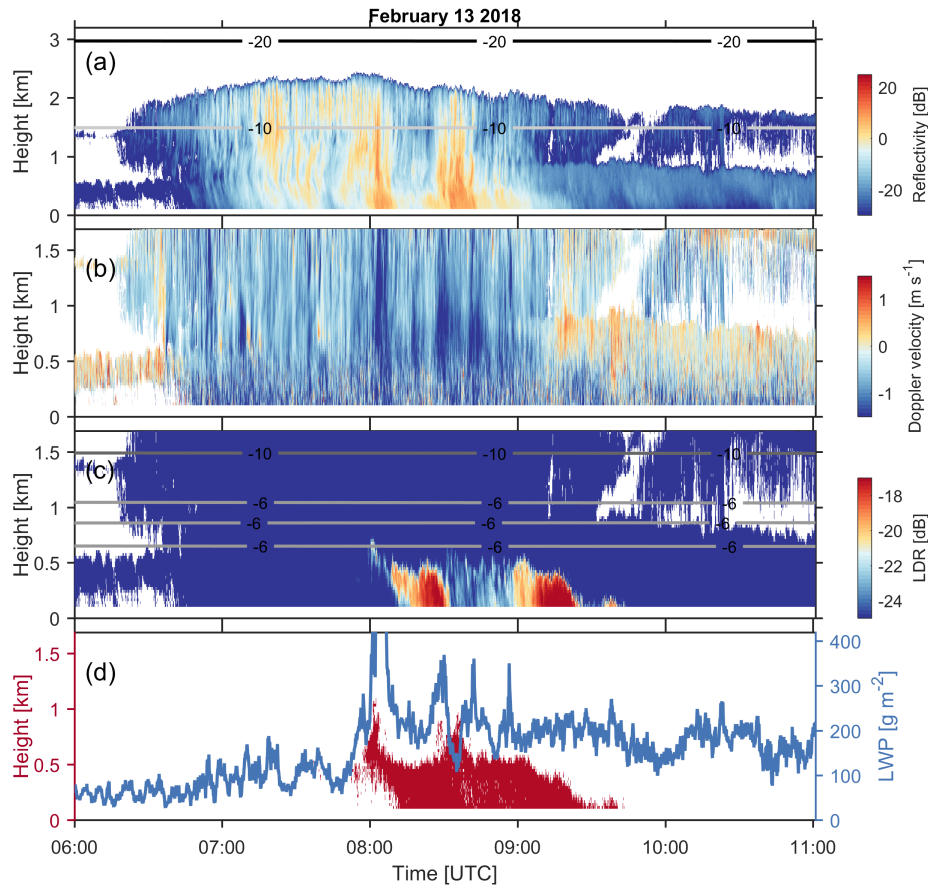 February 13 2018
(a)
Height [km]
3
2
1
0
-20 -20 -20
-10 -10 -10
20
0
-20
Reflectivity [dB]
(b)
Height [km]
1.5
1
0.5
0
1
0
-1
Doppler velocity [m s⁻¹]
(c)
Height [km]
1.5
1
0.5
0
-10 -10 -10
-6 -6 -6
-6 -6 -6
-6 -6 -6
-18
-20
-22
-24
LDR [dB]
(d)
Height [km]
1.5
1
0.5
0
400
300
200
100
0
LWP [g m⁻²]
06:00 07:00 08:00 09:00 10:00 11:00
Time [UTC]